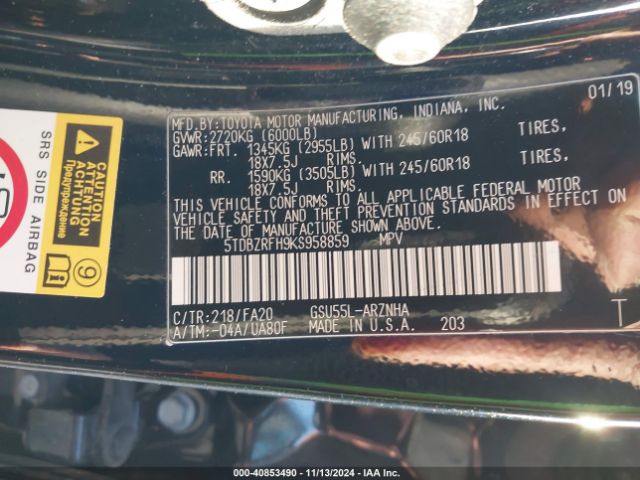 MFD.BY:TOYOTA MOTOR MANUFACTURING, INDIANA, INC. 01/19
GVWR:2720KG (6000LB)
GAWR:FRT. 1345KG (2955LB) WITH 245/60R18 TIRES,
18X7.5J RIMS.
RR. 1590KG (3505LB) WITH 245/60R18 TIRES,
18X7.5J RIMS.
THIS VEHICLE CONFORMS TO ALL APPLICABLE FEDERAL MOTOR
VEHICLE SAFETY AND THEFT PREVENTION STANDARDS IN EFFECT ON
THE DATE OF MANUFACTURE SHOWN ABOVE.
5TDBZRFH9KS958859 MPV
C/TR:218/FA20 GSU55L-ARZNHA T
A/TM:-04A/UA80F MADE IN U.S.A. 203
SRS SIDE AIRBAG
CAUTION
ATTENTION
ACHTUNG
Предупреждение
9
000-40853490 - 11/13/2024 - IAA Inc.